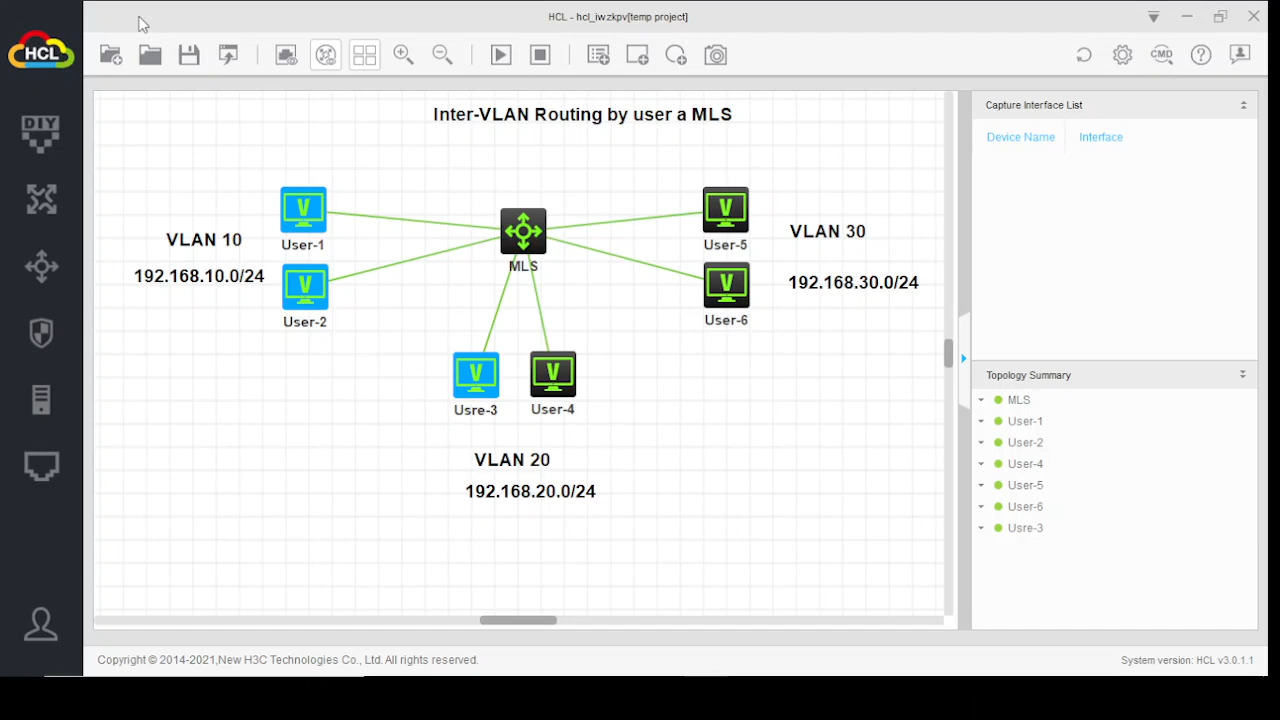 HCL - hcl_iwzkpv[temp project]
HCL
CMD
DIY
Inter-VLAN Routing by user a MLS
V
User-1
V
User-2
VLAN 10
192.168.10.0/24
MLS
V
User-5
V
User-6
VLAN 30
192.168.30.0/24
V
Usre-3
V
User-4
VLAN 20
192.168.20.0/24
Capture Interface List
Device Name Interface
Topology Summary
MLS
User-1
User-2
User-4
User-5
User-6
Usre-3
Copyright © 2014-2021,New H3C Technologies Co., Ltd. All rights reserved.
System version: HCL v3.0.1.1